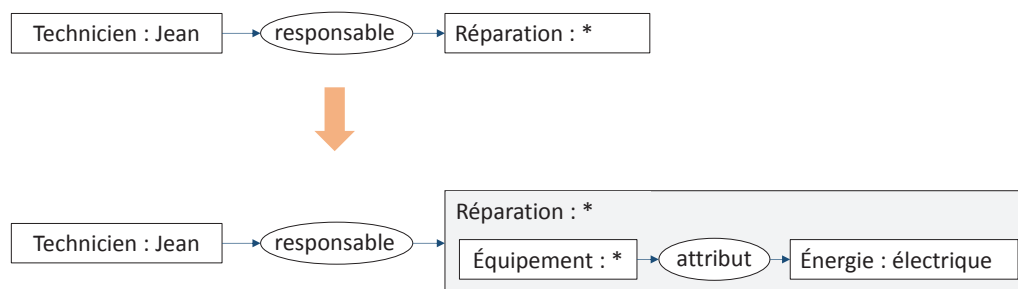 Technicien : Jean responsable Réparation : *
Réparation : *
Technicien : Jean responsable
Équipement : * attribut Énergie : électrique